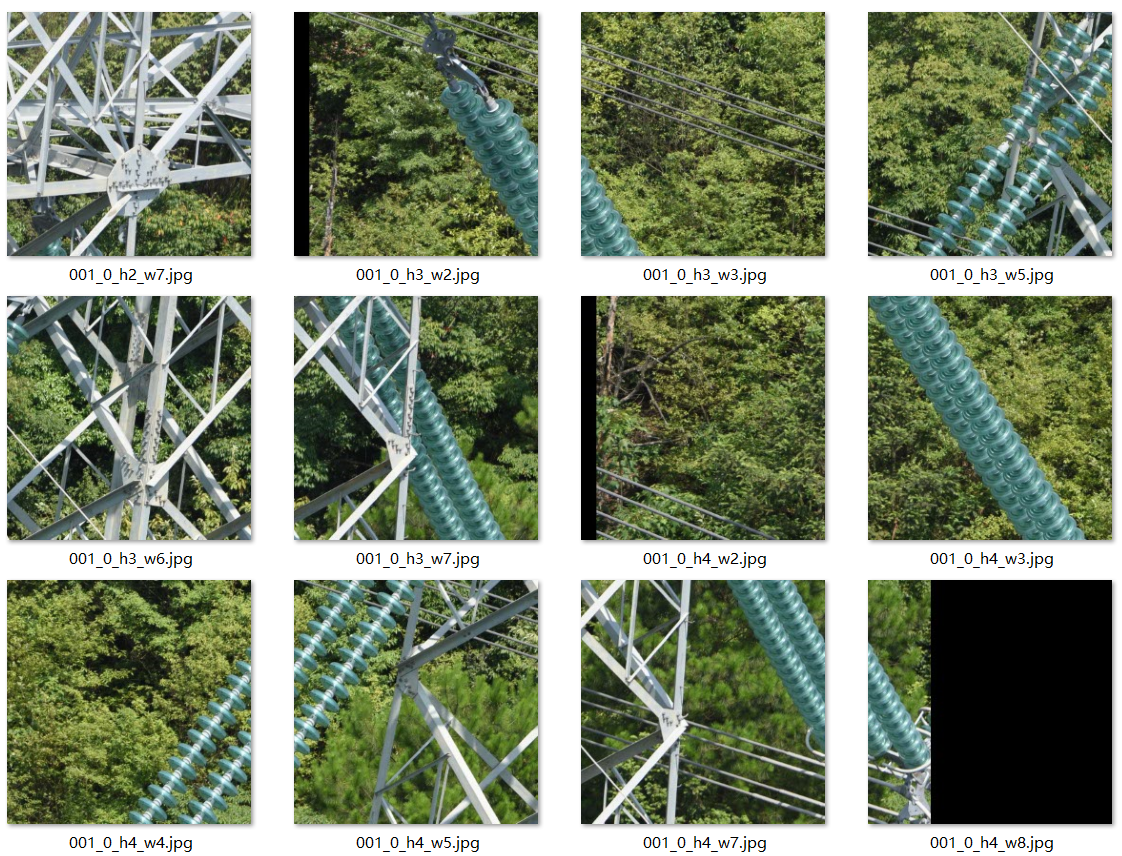 001_0_h2_w7.jpg
001_0_h3_w2.jpg
001_0_h3_w3.jpg
001_0_h3_w5.jpg
001_0_h3_w6.jpg
001_0_h3_w7.jpg
001_0_h4_w2.jpg
001_0_h4_w3.jpg
001_0_h4_w4.jpg
001_0_h4_w5.jpg
001_0_h4_w7.jpg
001_0_h4_w8.jpg